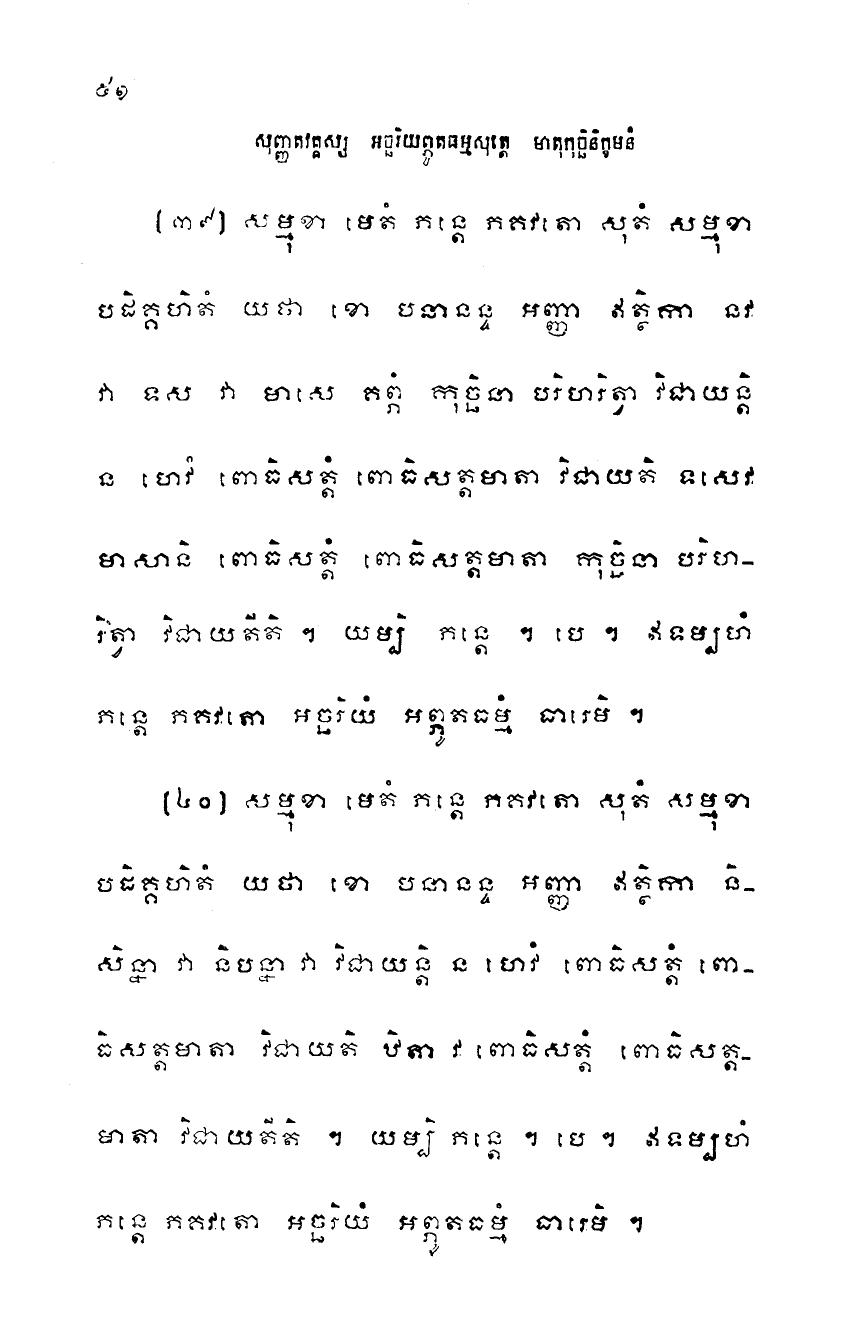 ៥១
សុញ្ញតវគ្គស្ស អច្ឆរិយព្ភូតធម្មសុត្តេ មាតុកុច្ឆិនិក្ខមនំ
(៣៩) សម្មុខា មេតំ ភន្តេ ភគវតោ សុតំ សម្មុខា
បដិគ្គហិតំ យថា ខោ បនានន្ទ អញ្ញា ឥត្ថិកា នវ
វា ទស វា មាសេ គព្ភំ កុច្ឆិនា បរិហរិត្វា វិជាយន្តិ
ន ហេវំ ពោធិសត្តំ ពោធិសត្តមាតា វិជាយតិ ទសេវ
មាសានិ ពោធិសត្តំ ពោធិសត្តមាតា កុច្ឆិនា បរិហ-
រិត្វា វិជាយតីតិ ។ យម្បិ ភន្តេ ។ បេ ។ ឥទម្បហំ
ភន្តេ ភគវតោ អច្ឆរិយំ អព្ភូតធម្មំ ធារេមិ ។
(៤០) សម្មុខា មេតំ ភន្តេ ភគវតោ សុតំ សម្មុខា
បដិគ្គហិតំ យថា ខោ បនានន្ទ អញ្ញា ឥត្ថិកា និ-
សិន្នា វា និបន្នា វា វិជាយន្តិ ន ហេវំ ពោធិសត្តំ ពោ-
ធិសត្តមាតា វិជាយតិ ឋិតា វ ពោធិសត្តំ ពោធិសត្ត-
មាតា វិជាយតីតិ ។ យម្បិ ភន្តេ ។ បេ ។ ឥទម្បហំ
ភន្តេ ភគវតោ អច្ឆរិយំ អព្ភូតធម្មំ ធារេមិ ។